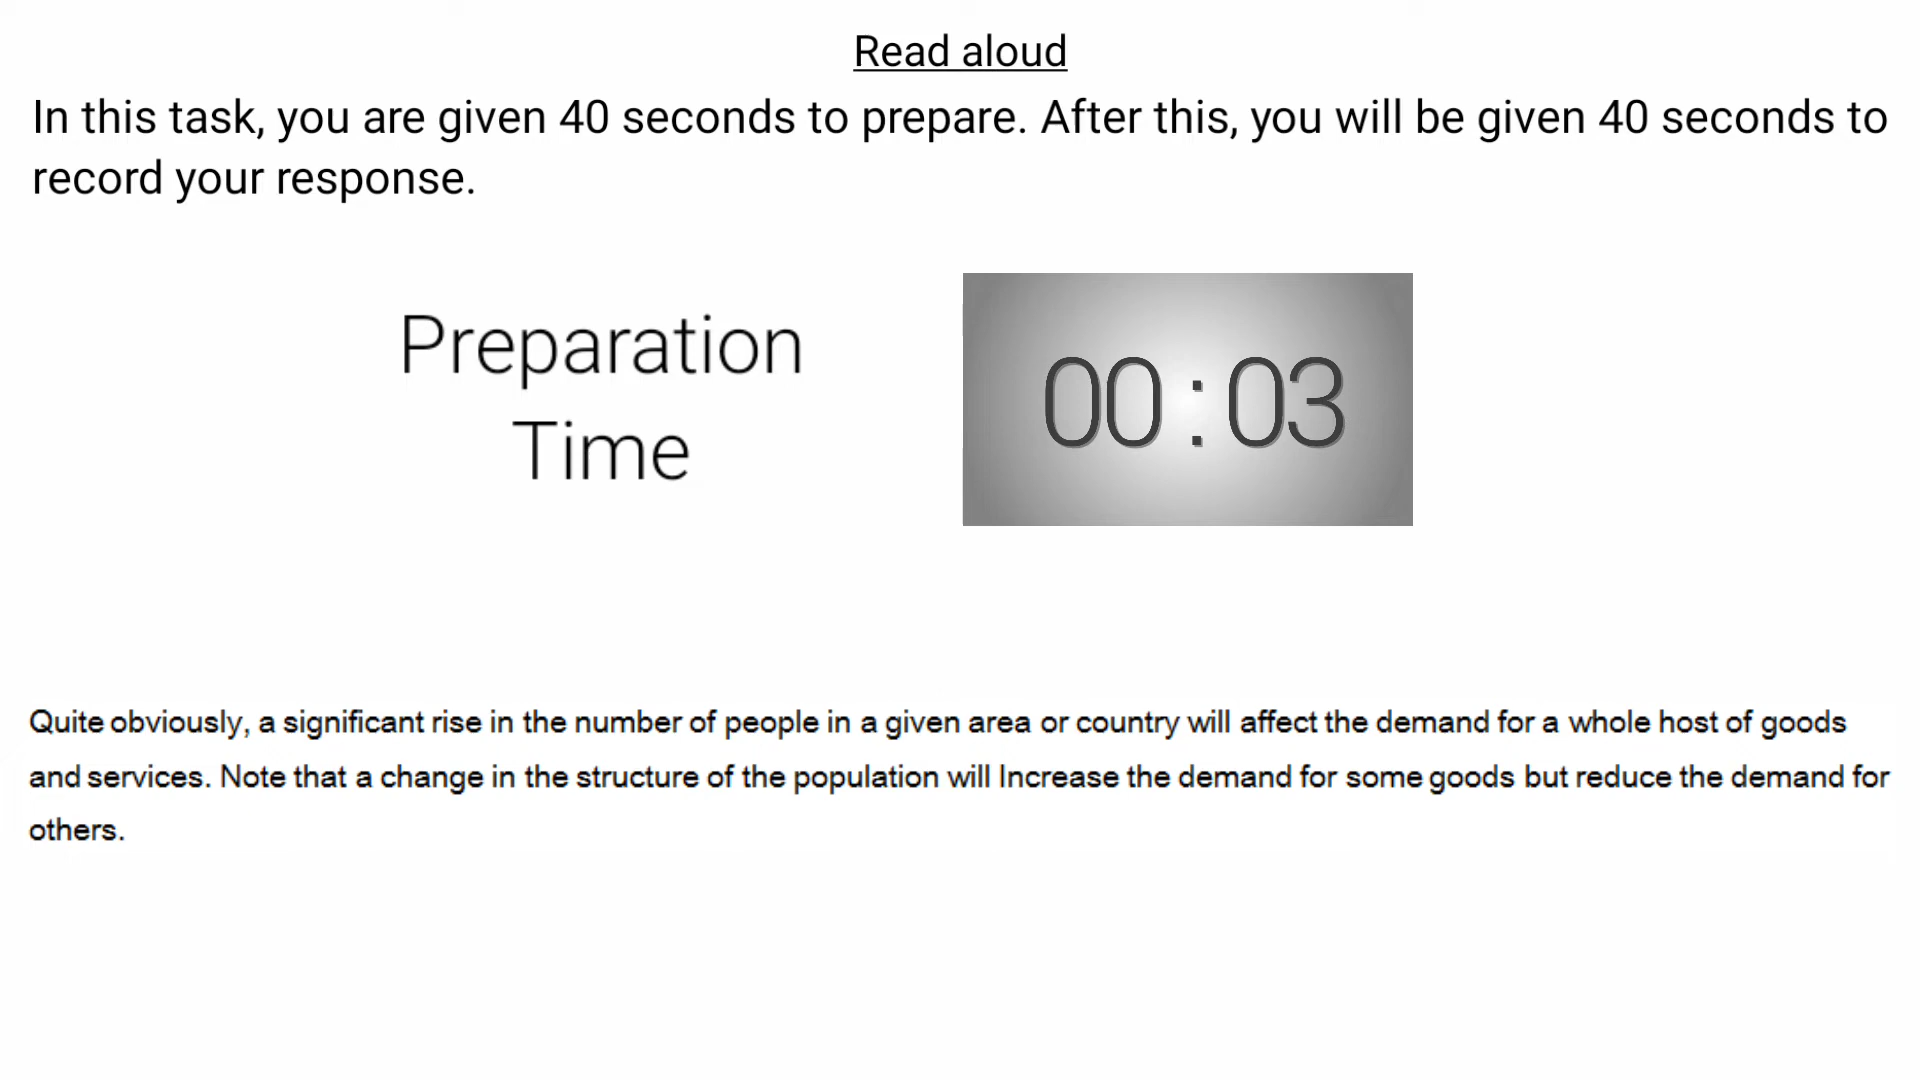 Read aloud
In this task, you are given 40 seconds to prepare. After this, you will be given 40 seconds to
record your response.
Preparation
Time
00:03
Quite obviously, a significant rise in the number of people in a given area or country will affect the demand for a whole host of goods
and services. Note that a change in the structure of the population will Increase the demand for some goods but reduce the demand for
others.